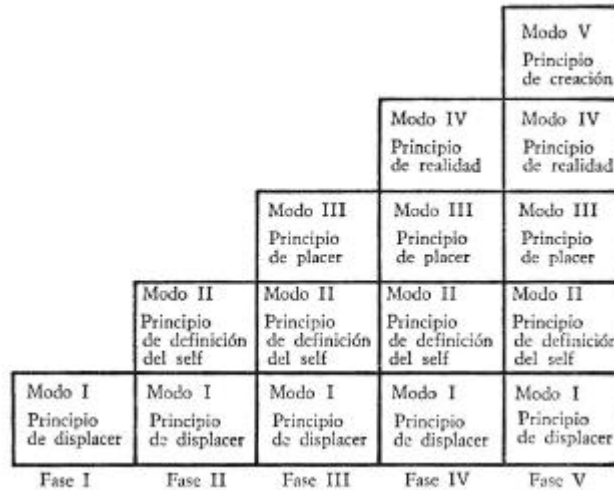 Modo V
Principio
de creación
Modo IV
Principio
de realidad
Modo IV
Principio
de realidad
Modo III
Principio
de placer
Modo III
Principio
de placer
Modo III
Principio
de placer
Modo II
Principio
de definición
del self
Modo II
Principio
de definición
del self
Modo II
Principio
de definición
del self
Modo II
Principio
de definición
del self
Modo I
Principio
de displacer
Modo I
Principio
de displacer
Modo I
Principio
de displacer
Modo I
Principio
de displacer
Modo I
Principio
de displacer
Fase I
Fase II
Fase III
Fase IV
Fase V